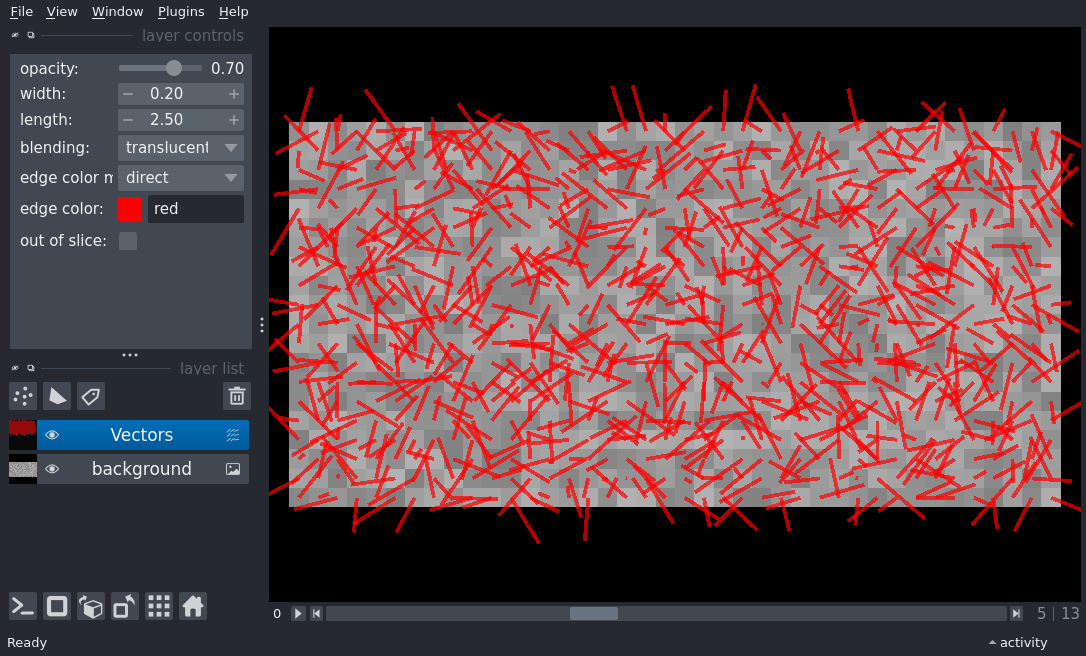 File View Window Plugins Help
layer controls
opacity: 0.70
width: 0.20
length: 2.50
blending: translucent
edge color m direct
edge color: red
out of slice:
layer list
Vectors
background
0 5 | 13
Ready activity